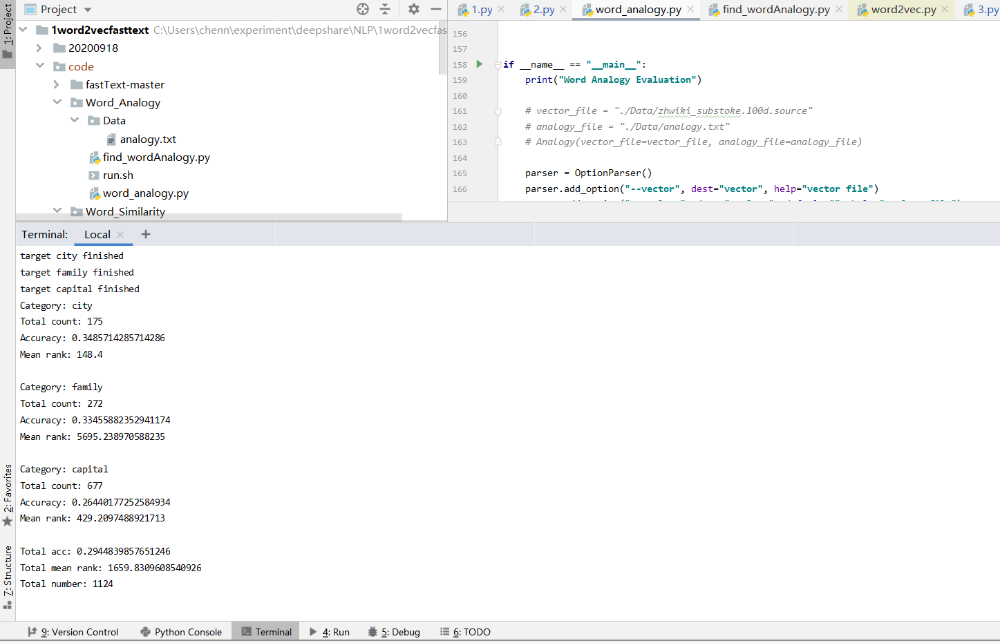 1: Project
Project
1word2vecfasttext C:\Users\chenn\experiment\deepshare\NLP\1word2vecfas
20200918
code
fastText-master
Word_Analogy
Data
analogy.txt
find_wordAnalogy.py
run.sh
word_analogy.py
Word_Similarity
1.py 2.py word_analogy.py find_wordAnalogy.py word2vec.py 3.py
156
157
158 if __name__ == "__main__":
159 print("Word Analogy Evaluation")
160
161 # vector_file = "./Data/zhwiki_substoke.100d.source"
162 # analogy_file = "./Data/analogy.txt"
163 # Analogy(vector_file=vector_file, analogy_file=analogy_file)
164
165 parser = OptionParser()
166 parser.add_option("--vector", dest="vector", help="vector file")
Terminal: Local
target city finished
target family finished
target capital finished
Category: city
Total count: 175
Accuracy: 0.3485714285714286
Mean rank: 148.4
Category: family
Total count: 272
Accuracy: 0.33455882352941174
Mean rank: 5695.238970588235
Category: capital
Total count: 677
Accuracy: 0.26440177252584934
Mean rank: 429.2097488921713
Total acc: 0.2944839857651246
Total mean rank: 1659.8309608540926
Total number: 1124
2: Favorites
7: Structure
9: Version Control Python Console Terminal 4: Run 5: Debug 6: TODO